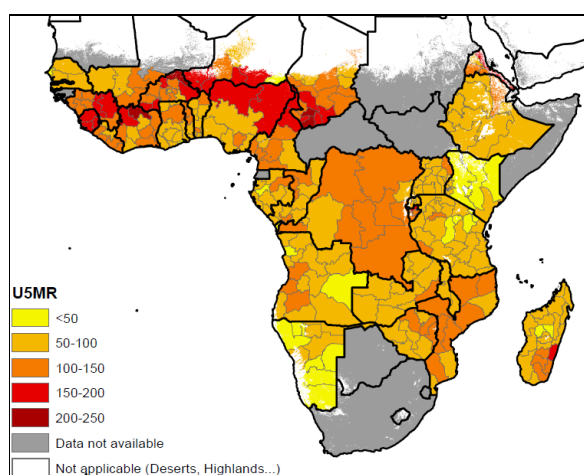 U5MR
<50
50-100
100-150
150-200
200-250
Data not available
Not applicable (Deserts, Highlands...)